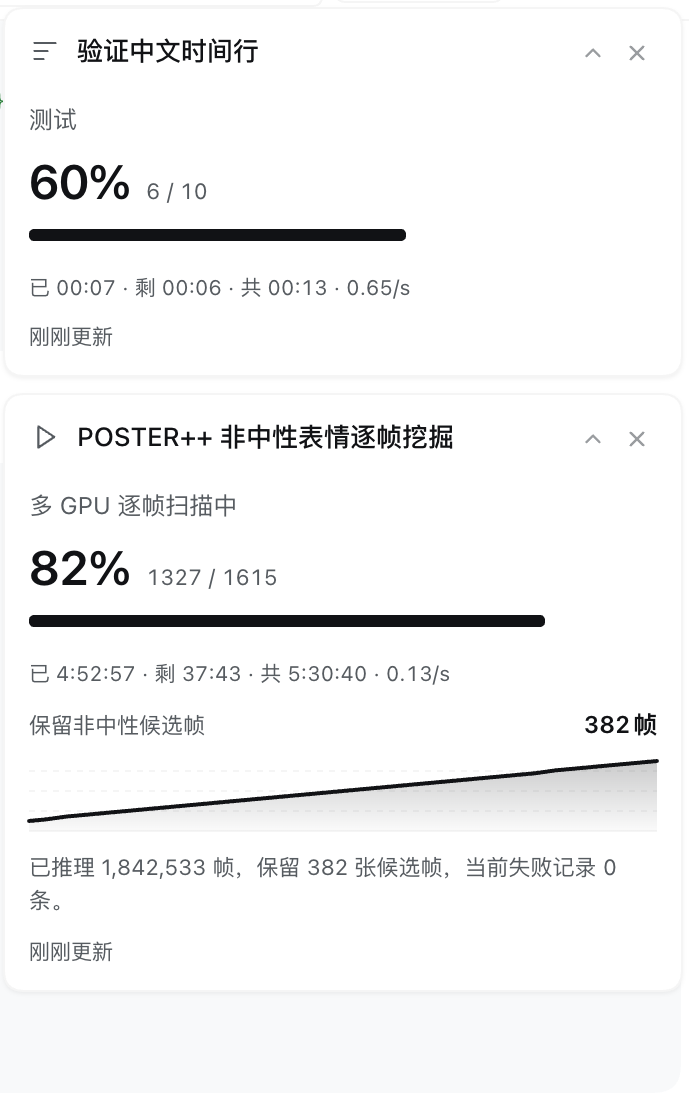 验证中文时间行
测试
60% 6 / 10
已 00:07 · 剩 00:06 · 共 00:13 · 0.65/s
刚刚更新
POSTER++ 非中性表情逐帧挖掘
多 GPU 逐帧扫描中
82% 1327 / 1615
已 4:52:57 · 剩 37:43 · 共 5:30:40 · 0.13/s
保留非中性候选帧 382 帧
已推理 1,842,533 帧，保留 382 张候选帧，当前失败记录 0
条。
刚刚更新